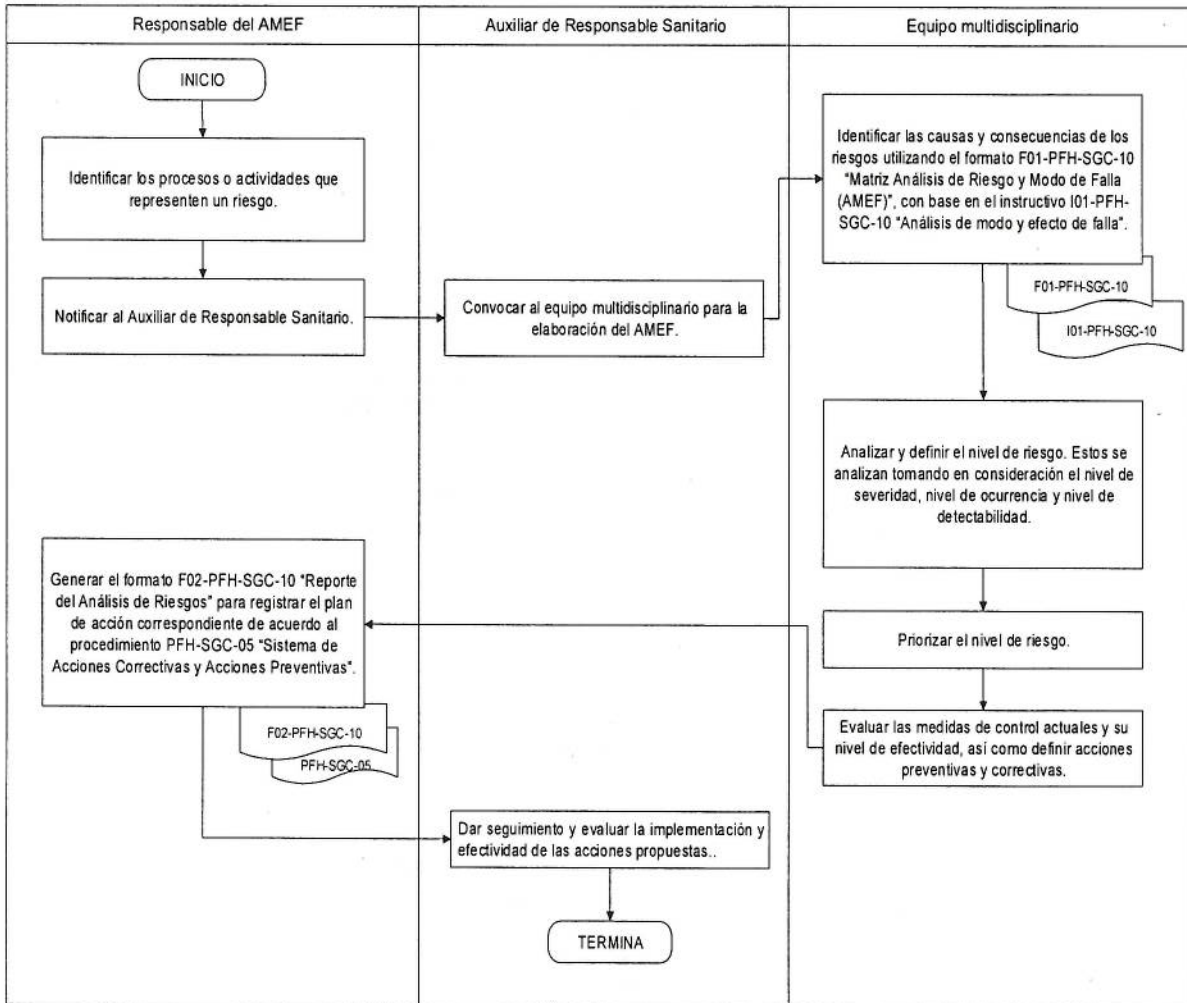 Responsable del AMEF
Auxiliar de Responsable Sanitario
Equipo multidisciplinario
INICIO
Identificar los procesos o actividades que
representen un riesgo.
Notificar al Auxiliar de Responsable Sanitario.
Convocar al equipo multidisciplinario para la
elaboración del AMEF.
Identificar las causas y consecuencias de los
riesgos utilizando el formato F01-PFH-SGC-10
"Matriz Análisis de Riesgo y Modo de Falla
(AMEF)", con base en el instructivo I01-PFH-
SGC-10 "Análisis de modo y efecto de falla".
F01-PFH-SGC-10
I01-PFH-SGC-10
Analizar y definir el nivel de riesgo. Estos se
analizan tomando en consideración el nivel de
severidad, nivel de ocurrencia y nivel de
detectabilidad.
Priorizar el nivel de riesgo.
Evaluar las medidas de control actuales y su
nivel de efectividad, así como definir acciones
preventivas y correctivas.
Generar el formato F02-PFH-SGC-10 "Reporte
del Análisis de Riesgos" para registrar el plan
de acción correspondiente de acuerdo al
procedimiento PFH-SGC-05 "Sistema de
Acciones Correctivas y Acciones Preventivas".
F02-PFH-SGC-10
PFH-SGC-05
Dar seguimiento y evaluar la implementación y
efectividad de las acciones propuestas..
TERMINA